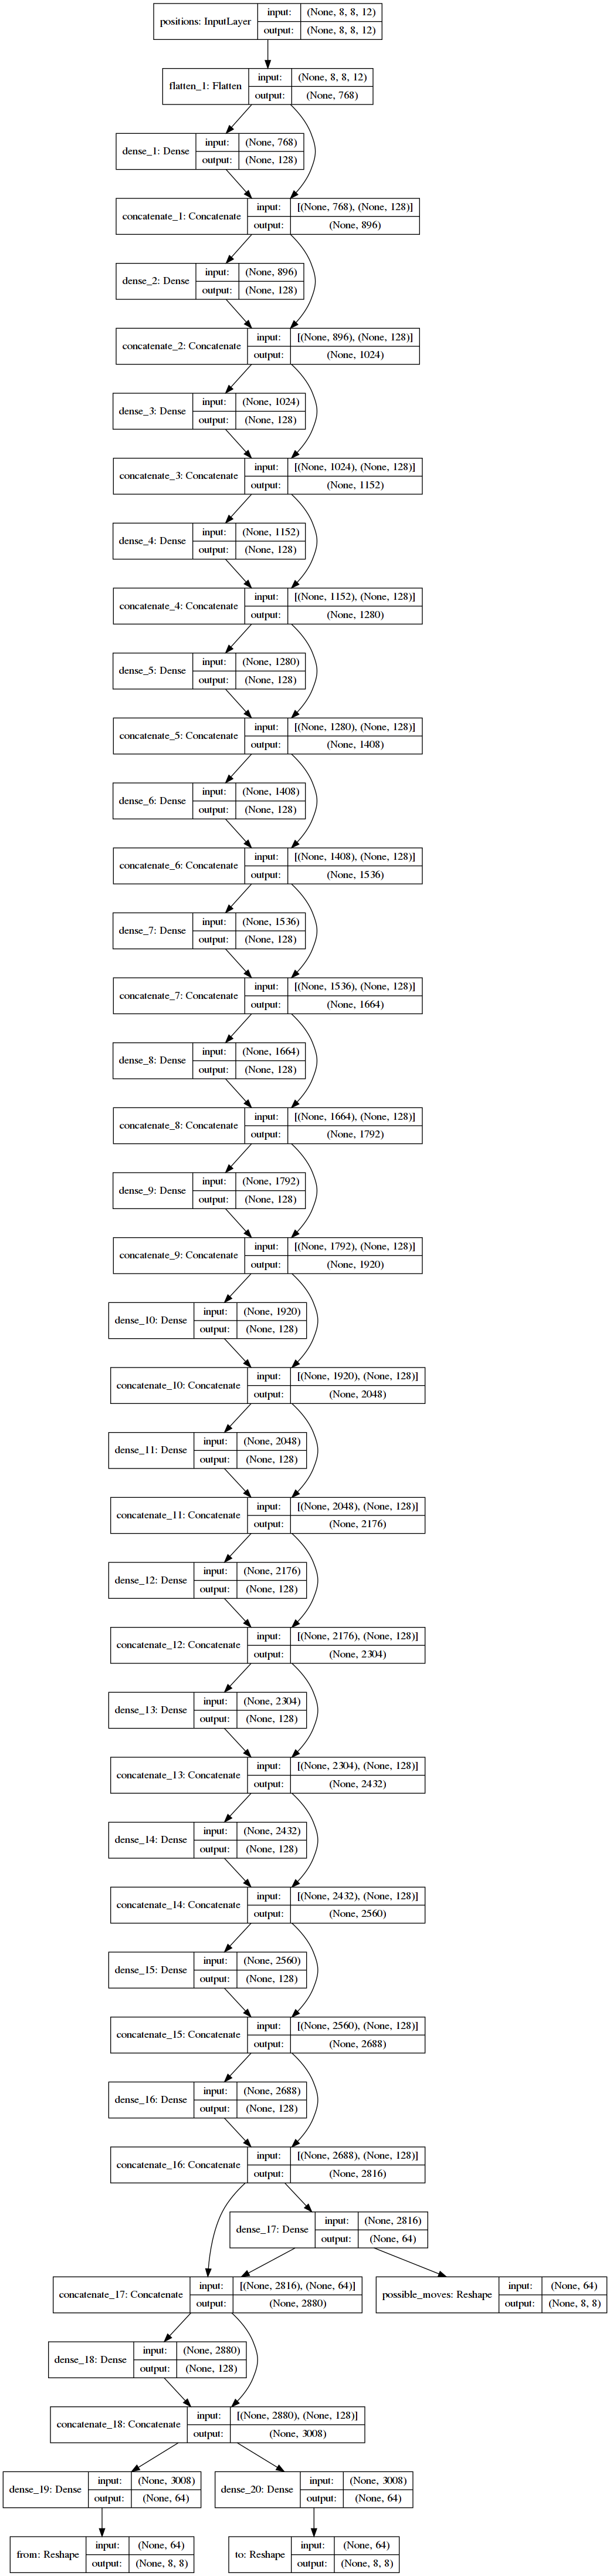 positions: InputLayer
input:
(None, 8, 8, 12)
output:
(None, 8, 8, 12)
flatten_1: Flatten
input:
(None, 8, 8, 12)
output:
(None, 768)
dense_1: Dense
input:
(None, 768)
output:
(None, 128)
concatenate_1: Concatenate
input:
[(None, 768), (None, 128)]
output:
(None, 896)
dense_2: Dense
input:
(None, 896)
output:
(None, 128)
concatenate_2: Concatenate
input:
[(None, 896), (None, 128)]
output:
(None, 1024)
dense_3: Dense
input:
(None, 1024)
output:
(None, 128)
concatenate_3: Concatenate
input:
[(None, 1024), (None, 128)]
output:
(None, 1152)
dense_4: Dense
input:
(None, 1152)
output:
(None, 128)
concatenate_4: Concatenate
input:
[(None, 1152), (None, 128)]
output:
(None, 1280)
dense_5: Dense
input:
(None, 1280)
output:
(None, 128)
concatenate_5: Concatenate
input:
[(None, 1280), (None, 128)]
output:
(None, 1408)
dense_6: Dense
input:
(None, 1408)
output:
(None, 128)
concatenate_6: Concatenate
input:
[(None, 1408), (None, 128)]
output:
(None, 1536)
dense_7: Dense
input:
(None, 1536)
output:
(None, 128)
concatenate_7: Concatenate
input:
[(None, 1536), (None, 128)]
output:
(None, 1664)
dense_8: Dense
input:
(None, 1664)
output:
(None, 128)
concatenate_8: Concatenate
input:
[(None, 1664), (None, 128)]
output:
(None, 1792)
dense_9: Dense
input:
(None, 1792)
output:
(None, 128)
concatenate_9: Concatenate
input:
[(None, 1792), (None, 128)]
output:
(None, 1920)
dense_10: Dense
input:
(None, 1920)
output:
(None, 128)
concatenate_10: Concatenate
input:
[(None, 1920), (None, 128)]
output:
(None, 2048)
dense_11: Dense
input:
(None, 2048)
output:
(None, 128)
concatenate_11: Concatenate
input:
[(None, 2048), (None, 128)]
output:
(None, 2176)
dense_12: Dense
input:
(None, 2176)
output:
(None, 128)
concatenate_12: Concatenate
input:
[(None, 2176), (None, 128)]
output:
(None, 2304)
dense_13: Dense
input:
(None, 2304)
output:
(None, 128)
concatenate_13: Concatenate
input:
[(None, 2304), (None, 128)]
output:
(None, 2432)
dense_14: Dense
input:
(None, 2432)
output:
(None, 128)
concatenate_14: Concatenate
input:
[(None, 2432), (None, 128)]
output:
(None, 2560)
dense_15: Dense
input:
(None, 2560)
output:
(None, 128)
concatenate_15: Concatenate
input:
[(None, 2560), (None, 128)]
output:
(None, 2688)
dense_16: Dense
input:
(None, 2688)
output:
(None, 128)
concatenate_16: Concatenate
input:
[(None, 2688), (None, 128)]
output:
(None, 2816)
dense_17: Dense
input:
(None, 2816)
output:
(None, 64)
concatenate_17: Concatenate
input:
[(None, 2816), (None, 64)]
output:
(None, 2880)
possible_moves: Reshape
input:
(None, 64)
output:
(None, 8, 8)
dense_18: Dense
input:
(None, 2880)
output:
(None, 128)
concatenate_18: Concatenate
input:
[(None, 2880), (None, 128)]
output:
(None, 3008)
dense_19: Dense
input:
(None, 3008)
output:
(None, 64)
dense_20: Dense
input:
(None, 3008)
output:
(None, 64)
from: Reshape
input:
(None, 64)
output:
(None, 8, 8)
to: Reshape
input:
(None, 64)
output:
(None, 8, 8)